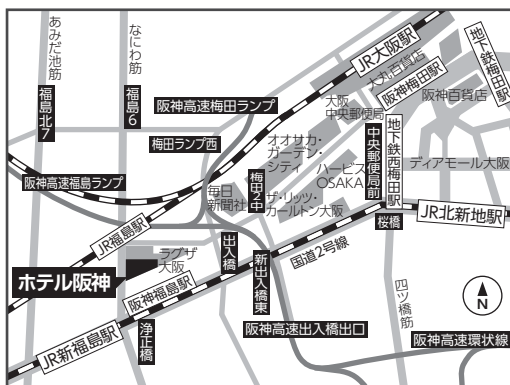 あみだ池筋
なにわ筋
JR大阪駅
地下鉄梅田駅
大丸百貨店
阪神梅田駅
阪神百貨店
福島北7
福島6
阪神高速梅田ランプ
大阪
中央郵便局
梅田ランプ西
オオサカ・
ガーデン・
シティ
中央郵便局前
地下鉄西梅田駅
ディアモール大阪
ハービス
OSAKA
阪神高速福島ランプ
毎日
新聞社
梅田2中
ザ・リッツ・
カールトン大阪
JR北新地駅
桜橋
JR福島駅
ラグザ
大阪
出入橋
新出入橋東
国道2号線
ホテル阪神
阪神福島駅
四ツ橋筋
N
浄正橋
阪神高速出入橋出口
阪神高速環状線
JR新福島駅